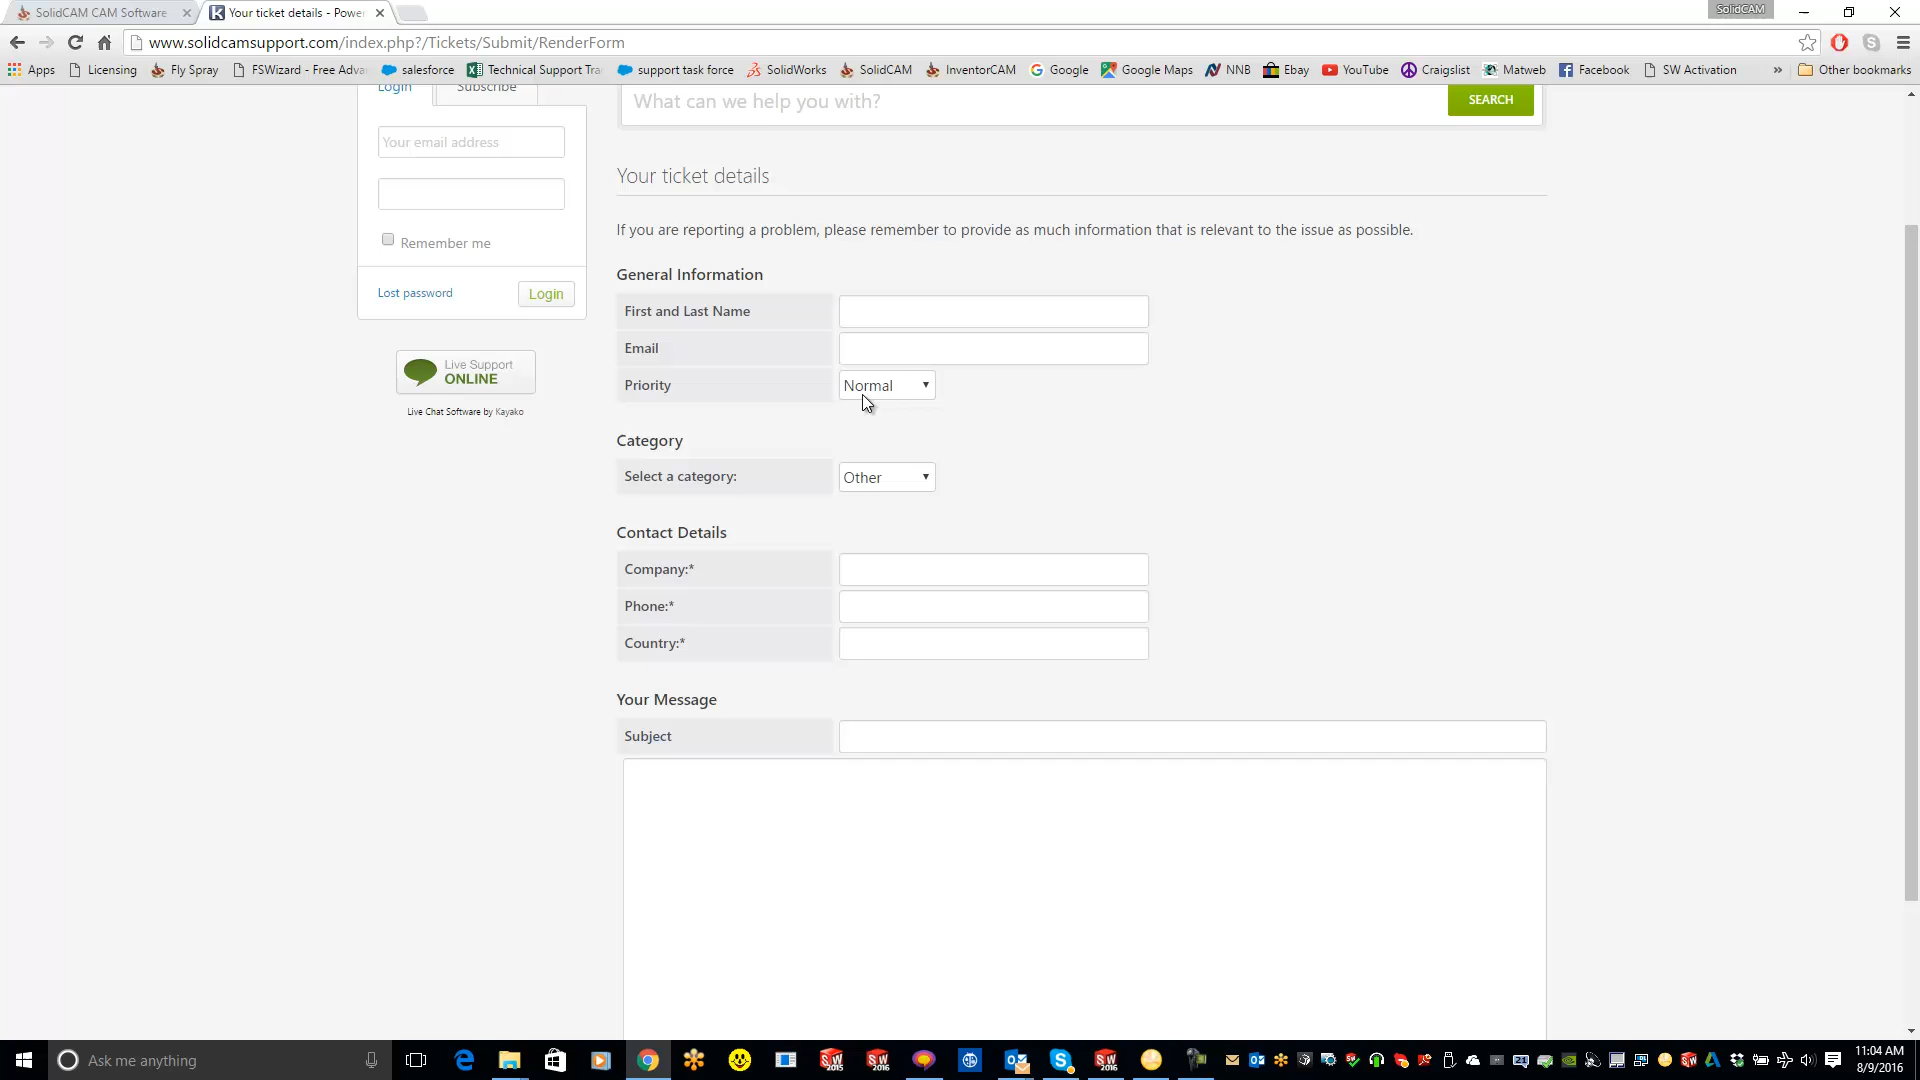 SolidCAM CAM Software
Your ticket details - Powe
SolidCAM
www.solidcamsupport.com/index.php?/Tickets/Submit/RenderForm
Apps Licensing Fly Spray FSWizard - Free Adva salesforce Technical Support Tra support task force SolidWorks SolidCAM InventorCAM Google Google Maps NNB Ebay YouTube Craigslist Matweb Facebook SW Activation » Other bookmarks
Login Subscribe
What can we help you with? SEARCH
Your email address
Remember me
Lost password Login
Live Support
ONLINE
Live Chat Software by Kayako
Your ticket details
If you are reporting a problem, please remember to provide as much information that is relevant to the issue as possible.
General Information
First and Last Name
Email
Priority Normal
Category
Select a category: Other
Contact Details
Company:*
Phone:*
Country:*
Your Message
Subject
Ask me anything
2015
2016
2016
11:04 AM
8/9/2016